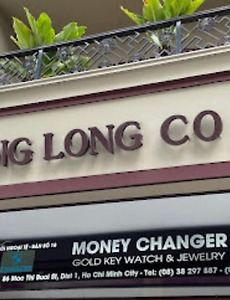 NG LONG CO
MONEY CHANGER
GOLD KEY WATCH & JEWELRY
86 Mac Thi Buoi St, Dist 1, Ho Chi Minh City - Tel: (08) 38 297 887 - (